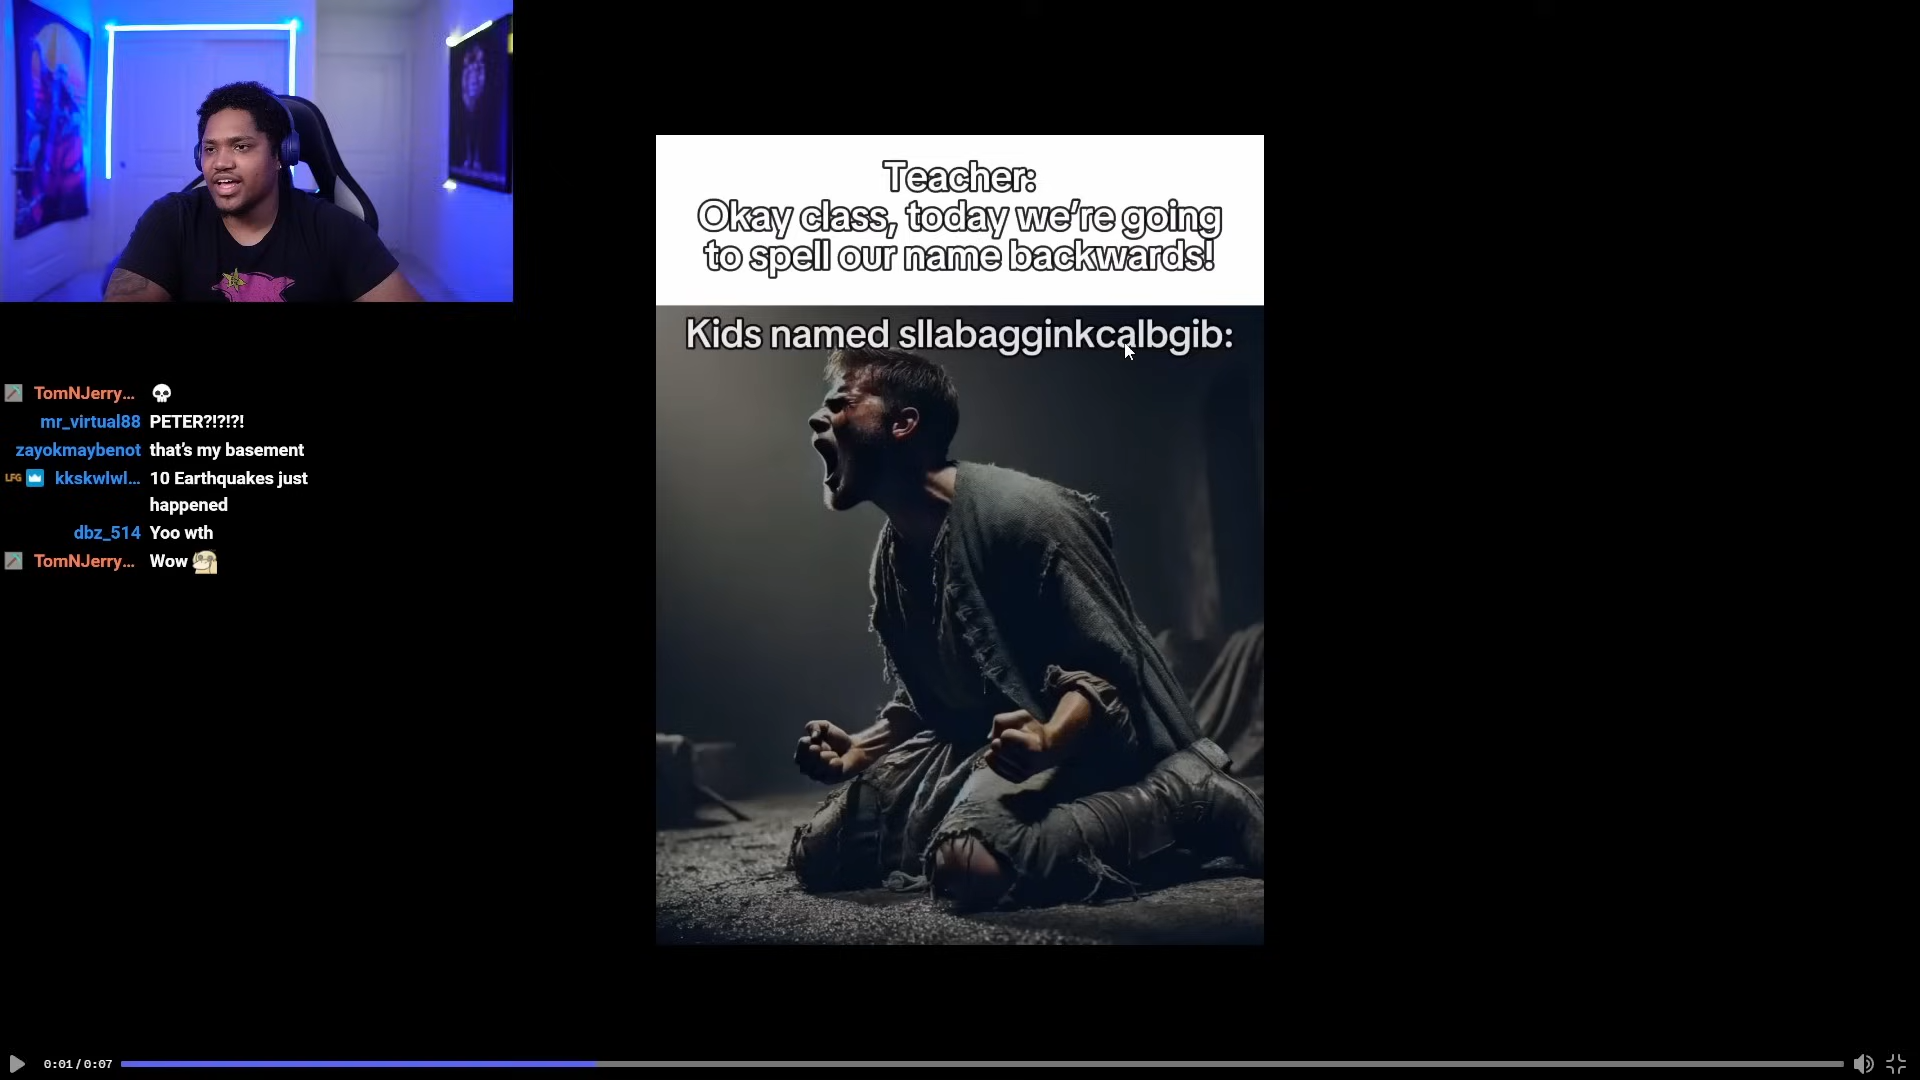 Teacher:
Okay class, today we're going
to spell our name backwards!
Kids named sllabagginkcalbgib:
TomNJerry... 💀
mr_virtual88 PETER?!?!?!
zayokmaybenot that's my basement
LFG kkskwlwl... 10 Earthquakes just
happened
dbz_514 Yoo wth
TomNJerry... Wow
0:01 / 0:07